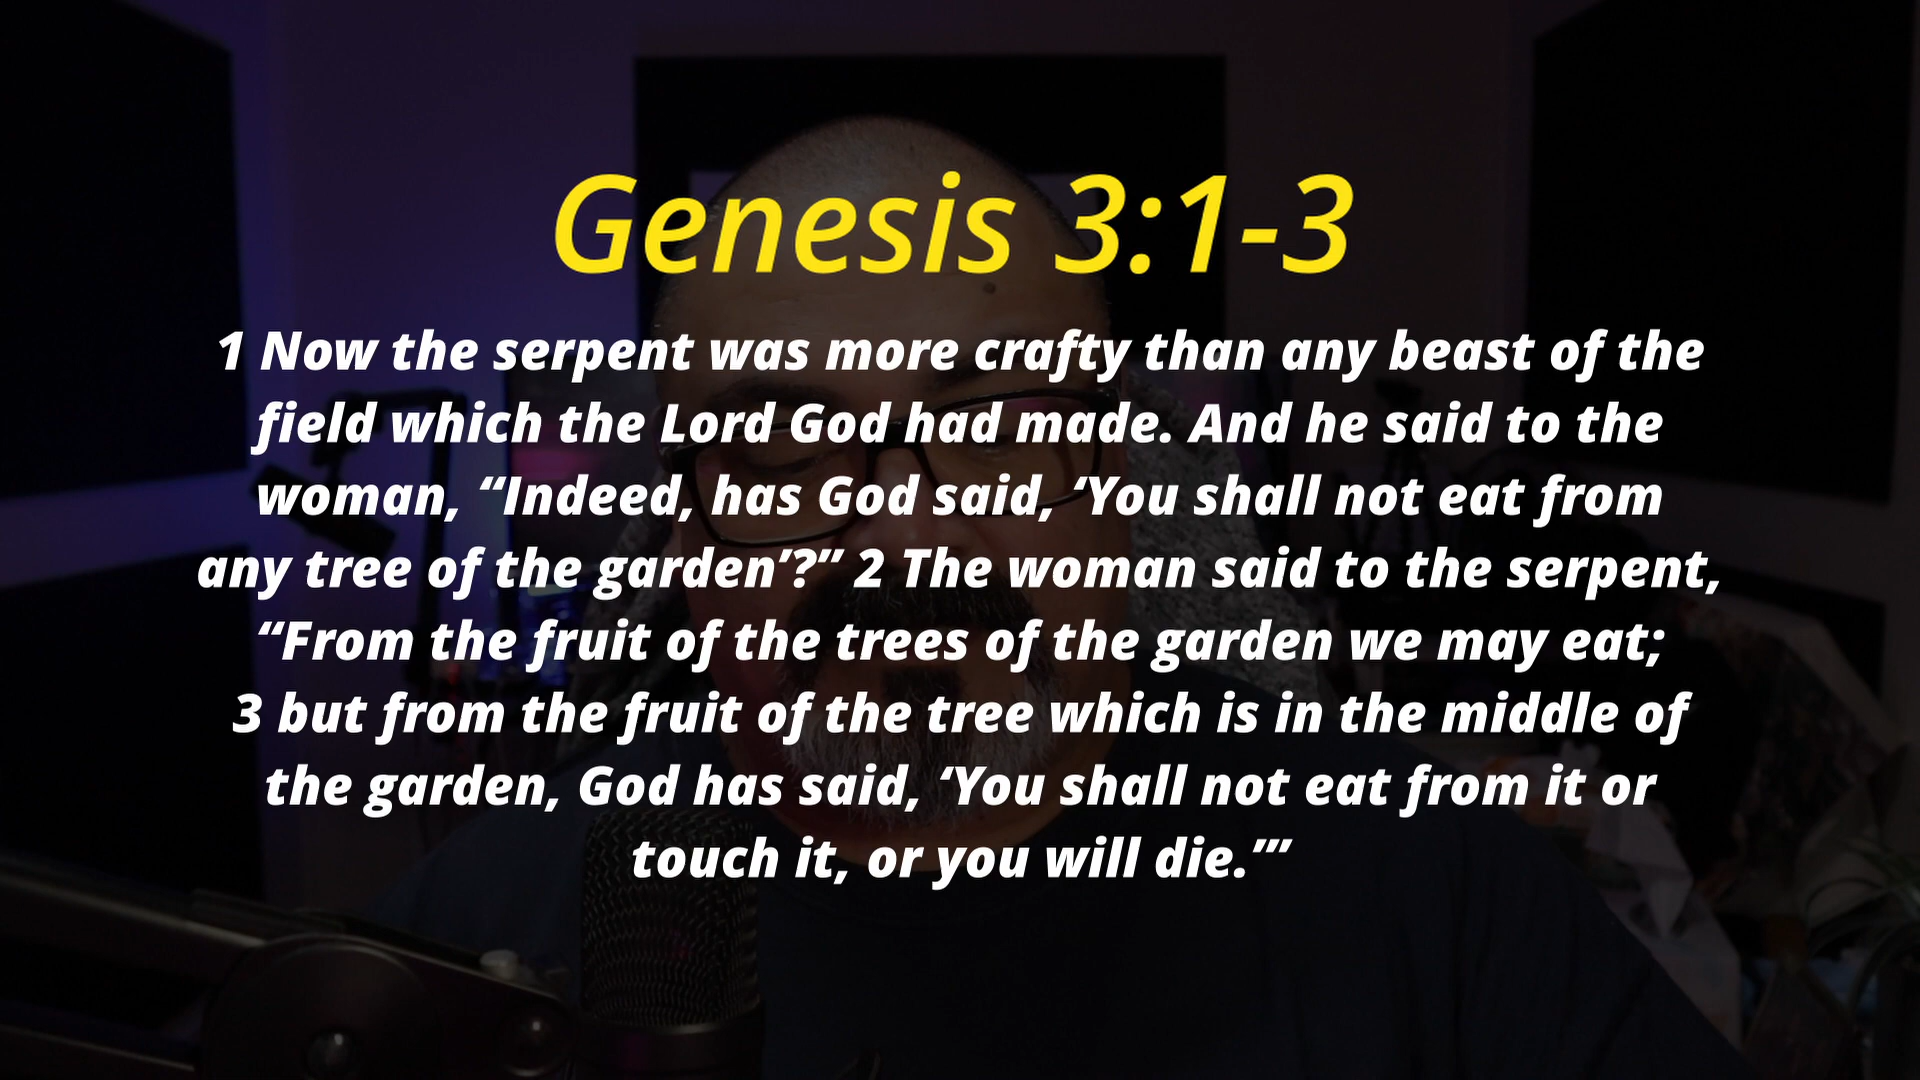 Genesis 3:1-3
1 Now the serpent was more crafty than any beast of the
field which the Lord God had made. And he said to the
woman, “Indeed, has God said, ‘You shall not eat from
any tree of the garden’?” 2 The woman said to the serpent,
“From the fruit of the trees of the garden we may eat;
3 but from the fruit of the tree which is in the middle of
the garden, God has said, ‘You shall not eat from it or
touch it, or you will die.’”